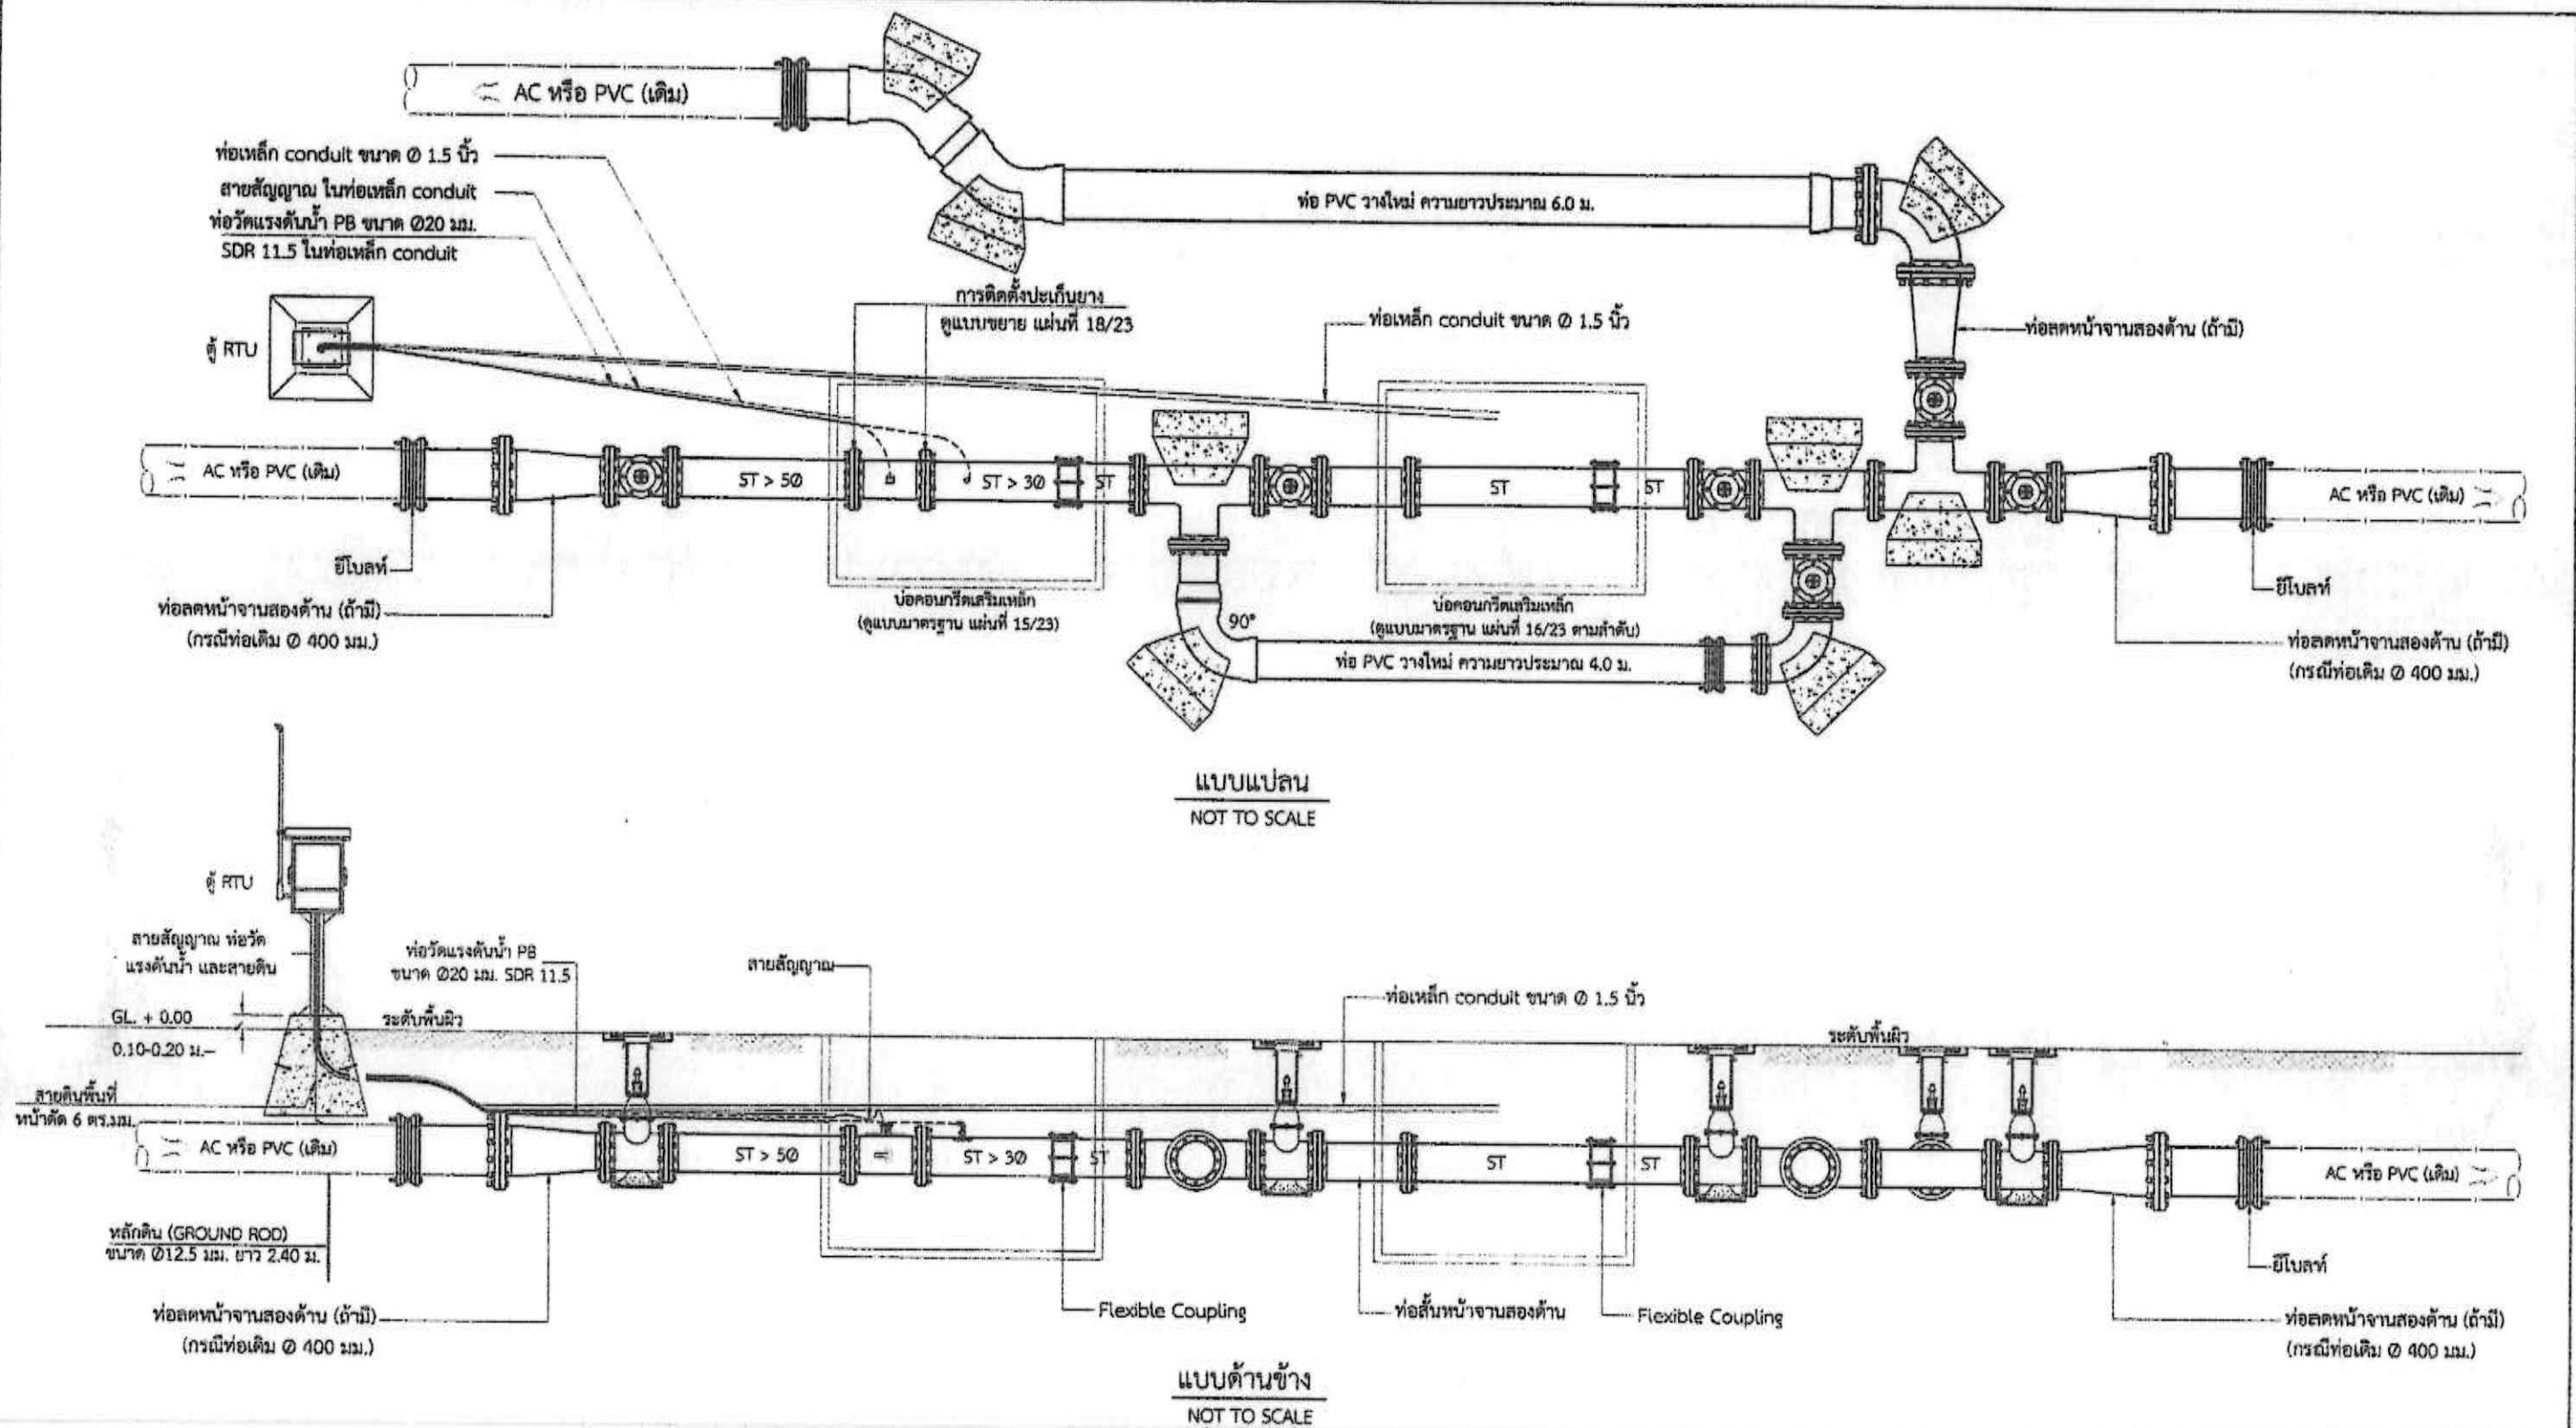 AC หรือ PVC (เดิม)
ท่อเหล็ก conduit ขนาด Ø 1.5 นิ้ว
สายสัญญาณ ในท่อเหล็ก conduit
ท่อวัดแรงดันน้ำ PB ขนาด Ø20 มม.
SDR 11.5 ในท่อเหล็ก conduit
ท่อ PVC วางใหม่ ความยาวประมาณ 6.0 ม.
การติดตั้งปะเก็นยาง
ดูแบบขยาย แผ่นที่ 18/23
ท่อเหล็ก conduit ขนาด Ø 1.5 นิ้ว
ท่อลดหน้าจานสองด้าน (ถ้ามี)
ตู้ RTU
AC หรือ PVC (เดิม)
ST > 5Ø
ST > 3Ø
ST
ST
ST
AC หรือ PVC (เดิม)
ยีโบลท์
ท่อลดหน้าจานสองด้าน (ถ้ามี)
(กรณีท่อเดิม Ø 400 มม.)
บ่อคอนกรีตเสริมเหล็ก
(ดูแบบมาตรฐาน แผ่นที่ 15/23)
90°
บ่อคอนกรีตเสริมเหล็ก
(ดูแบบมาตรฐาน แผ่นที่ 16/23 ตามลำดับ)
ท่อ PVC วางใหม่ ความยาวประมาณ 4.0 ม.
ยีโบลท์
ท่อลดหน้าจานสองด้าน (ถ้ามี)
(กรณีท่อเดิม Ø 400 มม.)
แบบแปลน
NOT TO SCALE
ตู้ RTU
สายสัญญาณ ท่อวัด
แรงดันน้ำ และสายดิน
ท่อวัดแรงดันน้ำ PB
ขนาด Ø20 มม. SDR 11.5
สายสัญญาณ
ท่อเหล็ก conduit ขนาด Ø 1.5 นิ้ว
GL. + 0.00
ระดับพื้นผิว
0.10-0.20 ม.
ระดับพื้นผิว
สายดินพื้นที่
หน้าตัด 6 ตร.มม.
AC หรือ PVC (เดิม)
ST > 5Ø
ST > 3Ø
ST
ST
ST
AC หรือ PVC (เดิม)
หลักดิน (GROUND ROD)
ขนาด Ø12.5 มม. ยาว 2.40 ม.
ท่อลดหน้าจานสองด้าน (ถ้ามี)
(กรณีท่อเดิม Ø 400 มม.)
Flexible Coupling
ท่อสั้นหน้าจานสองด้าน
Flexible Coupling
ยีโบลท์
ท่อลดหน้าจานสองด้าน (ถ้ามี)
(กรณีท่อเดิม Ø 400 มม.)
แบบด้านข้าง
NOT TO SCALE